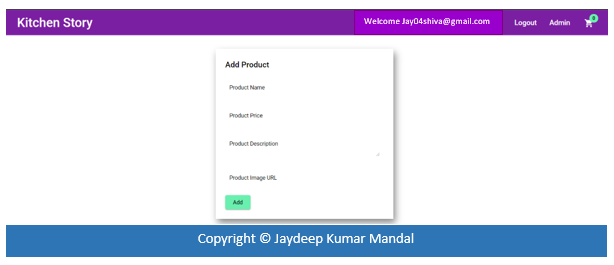 Kitchen Story
Welcome Jay04shiva@gmail.com
Logout
Admin
0
Add Product
Product Name
Product Price
Product Description
Product Image URL
Add
Copyright © Jaydeep Kumar Mandal